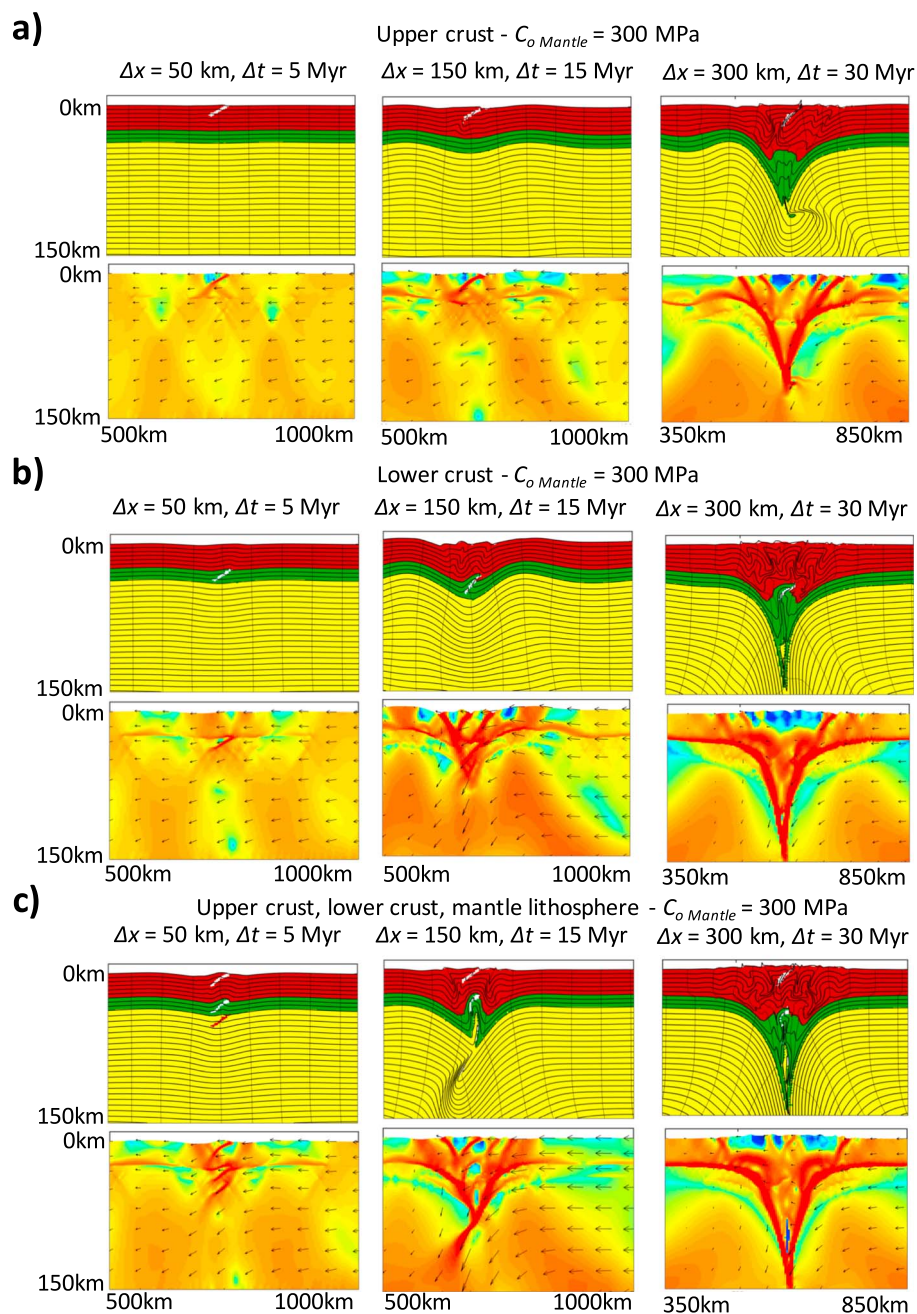 a)
Upper crust - Co Mantle = 300 MPa
Δx = 50 km, Δt = 5 Myr
Δx = 150 km, Δt = 15 Myr
Δx = 300 km, Δt = 30 Myr
0km
150km
0km
150km
500km
1000km
500km
1000km
350km
850km
b)
Lower crust - Co Mantle = 300 MPa
Δx = 50 km, Δt = 5 Myr
Δx = 150 km, Δt = 15 Myr
Δx = 300 km, Δt = 30 Myr
0km
150km
0km
150km
500km
1000km
500km
1000km
350km
850km
c)
Upper crust, lower crust, mantle lithosphere - Co Mantle = 300 MPa
Δx = 50 km, Δt = 5 Myr
Δx = 150 km, Δt = 15 Myr
Δx = 300 km, Δt = 30 Myr
0km
150km
0km
150km
500km
1000km
500km
1000km
350km
850km